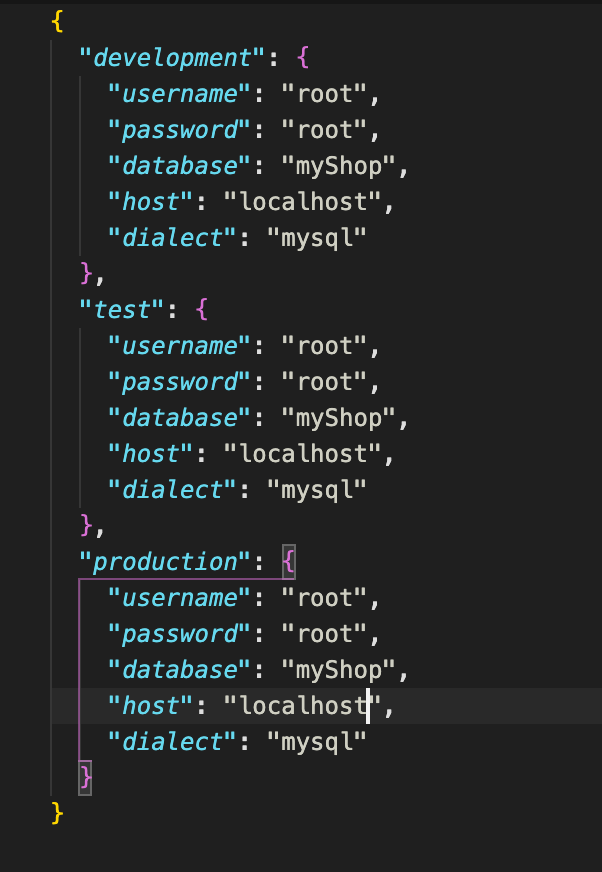 {
  "development": {
    "username": "root",
    "password": "root",
    "database": "myShop",
    "host": "localhost",
    "dialect": "mysql"
  },
  "test": {
    "username": "root",
    "password": "root",
    "database": "myShop",
    "host": "localhost",
    "dialect": "mysql"
  },
  "production": {
    "username": "root",
    "password": "root",
    "database": "myShop",
    "host": "localhost",
    "dialect": "mysql"
  }
}